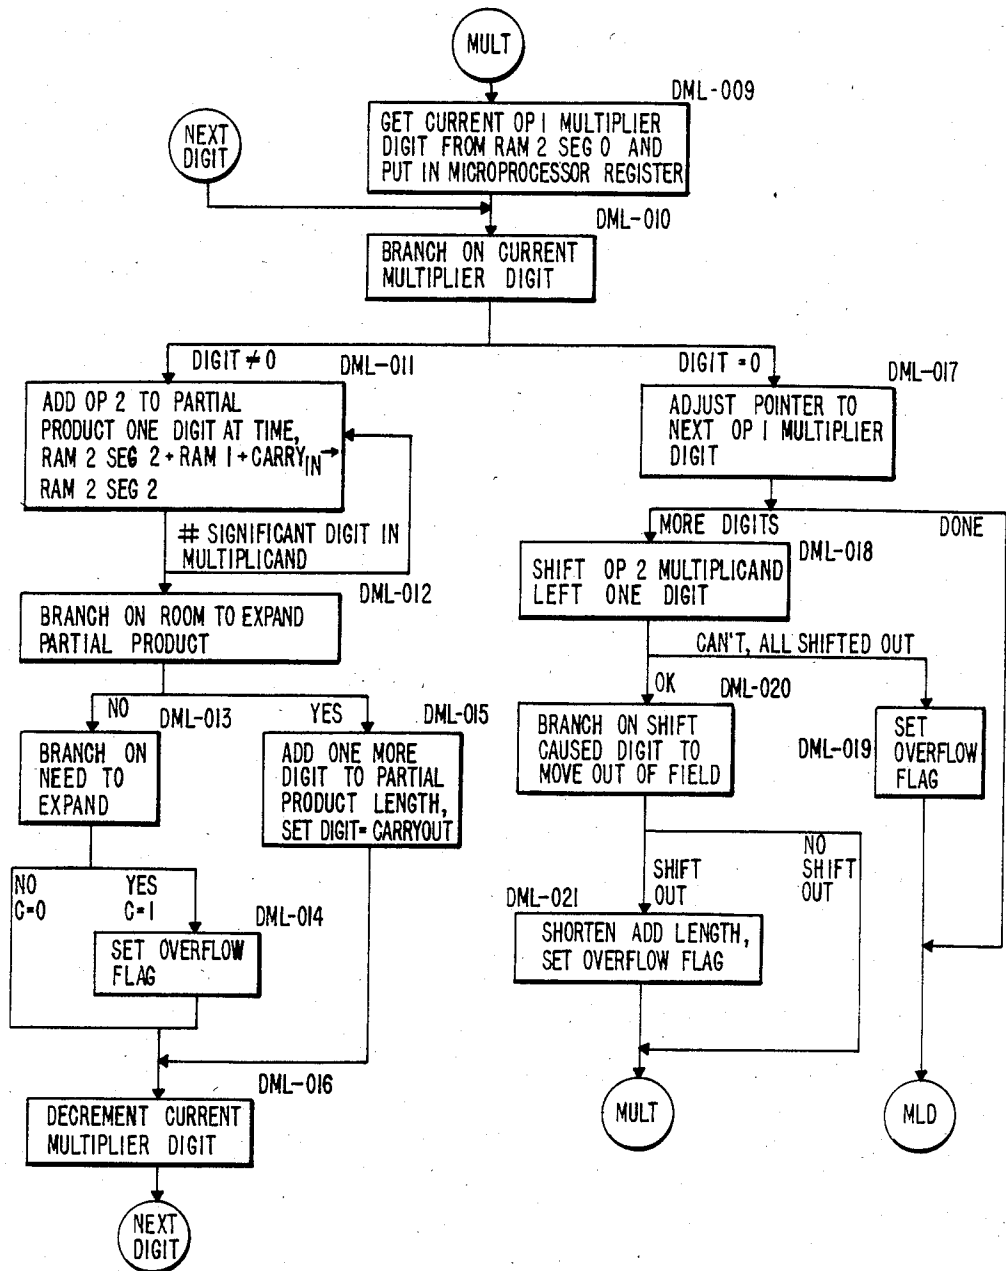 MULT
DML-009
GET CURRENT OP 1 MULTIPLIER
DIGIT FROM RAM 2 SEG 0 AND
PUT IN MICROPROCESSOR REGISTER
NEXT
DIGIT
DML-010
BRANCH ON CURRENT
MULTIPLIER DIGIT
DIGIT ≠ 0
DML-011
ADD OP 2 TO PARTIAL
PRODUCT ONE DIGIT AT TIME,
RAM 2 SEG 2 + RAM 1 + CARRY IN →
RAM 2 SEG 2
# SIGNIFICANT DIGIT IN
MULTIPLICAND
DML-012
BRANCH ON ROOM TO EXPAND
PARTIAL PRODUCT
NO
DML-013
BRANCH ON
NEED TO
EXPAND
YES
DML-015
ADD ONE MORE
DIGIT TO PARTIAL
PRODUCT LENGTH,
SET DIGIT = CARRYOUT
NO
C=0
YES
C=1
DML-014
SET OVERFLOW
FLAG
DML-016
DECREMENT CURRENT
MULTIPLIER DIGIT
NEXT
DIGIT
DIGIT = 0
DML-017
ADJUST POINTER TO
NEXT OP 1 MULTIPLIER
DIGIT
MORE DIGITS
DONE
DML-018
SHIFT OP 2 MULTIPLICAND
LEFT ONE DIGIT
CAN'T, ALL SHIFTED OUT
OK
DML-020
BRANCH ON SHIFT
CAUSED DIGIT TO
MOVE OUT OF FIELD
DML-019
SET
OVERFLOW
FLAG
NO
SHIFT
OUT
SHIFT
OUT
DML-021
SHORTEN ADD LENGTH,
SET OVERFLOW FLAG
MULT
MLD